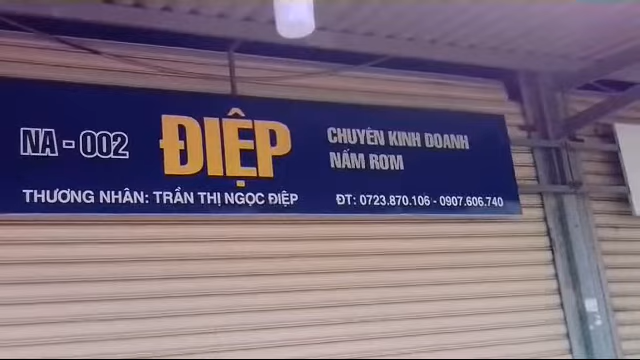 NA - 002
ĐIỆP
CHUYÊN KINH DOANH
NẤM RƠM
THƯƠNG NHÂN: TRẦN THỊ NGỌC ĐIỆP
ĐT: 0723.870.106 - 0907.606.740